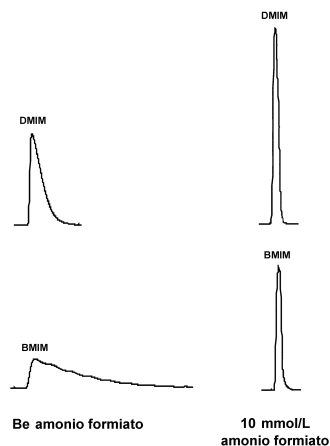 DMIM
DMIM
BMIM
BMIM
Be amonio formiato
10 mmol/L
amonio formiato